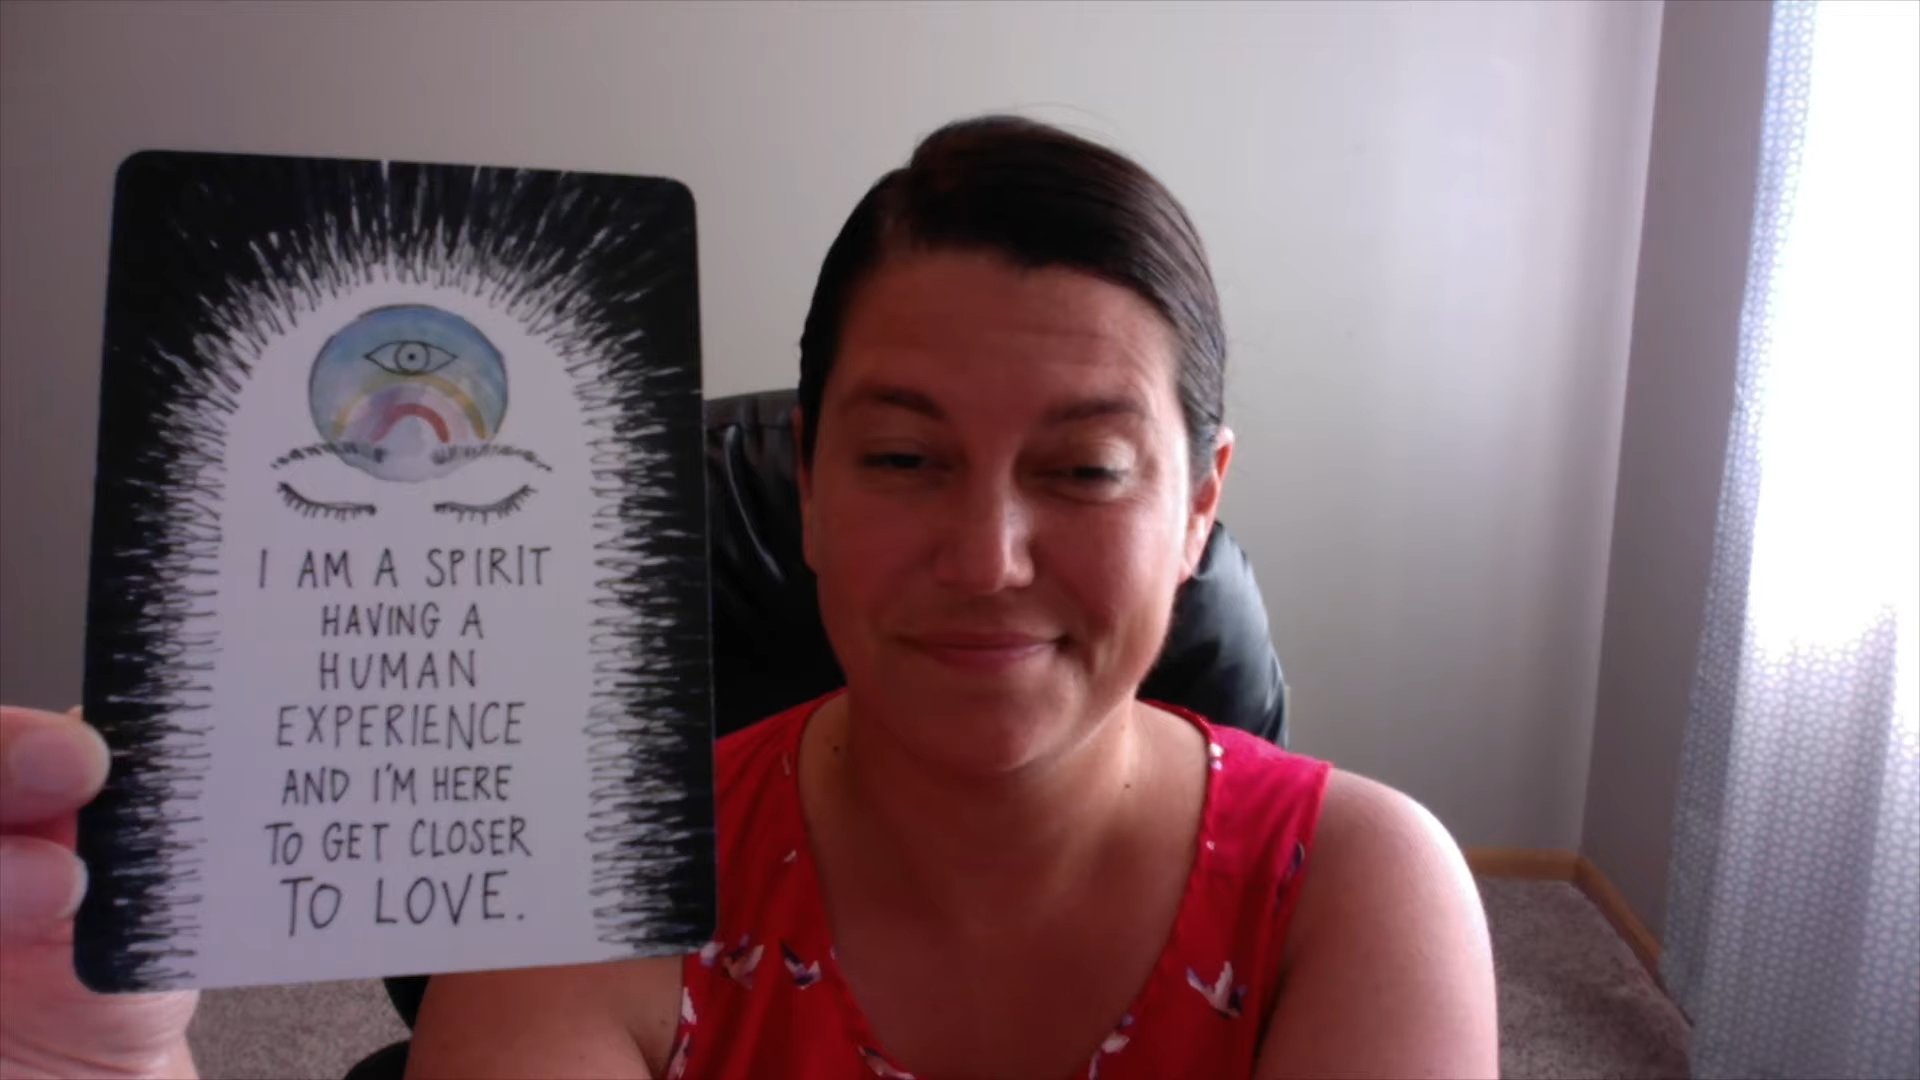 I AM A SPIRIT
HAVING A
HUMAN
EXPERIENCE
AND I'M HERE
TO GET CLOSER
TO LOVE.